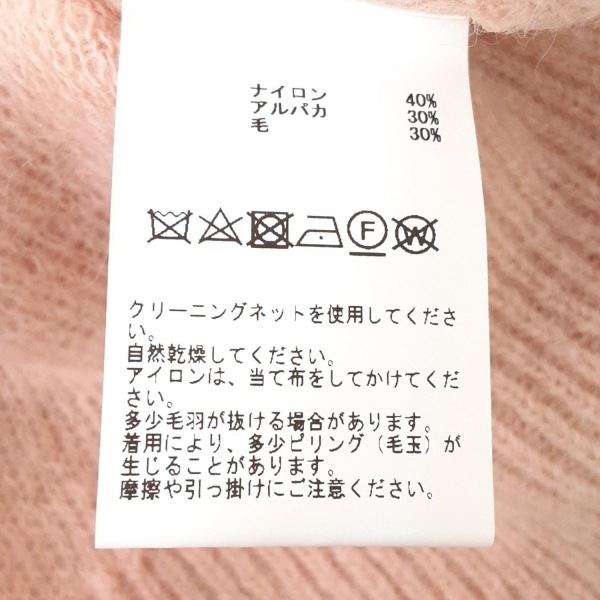 ナイロン 40%
アルパカ 30%
毛 30%
F W
クリーニングネットを使用してくださ
い。
自然乾燥してください。
アイロンは、当て布をしてかけてくだ
さい。
多少毛羽が抜ける場合があります。
着用により、多少ピリング（毛玉）が
生じることがあります。
摩擦や引っ掛けにご注意ください。